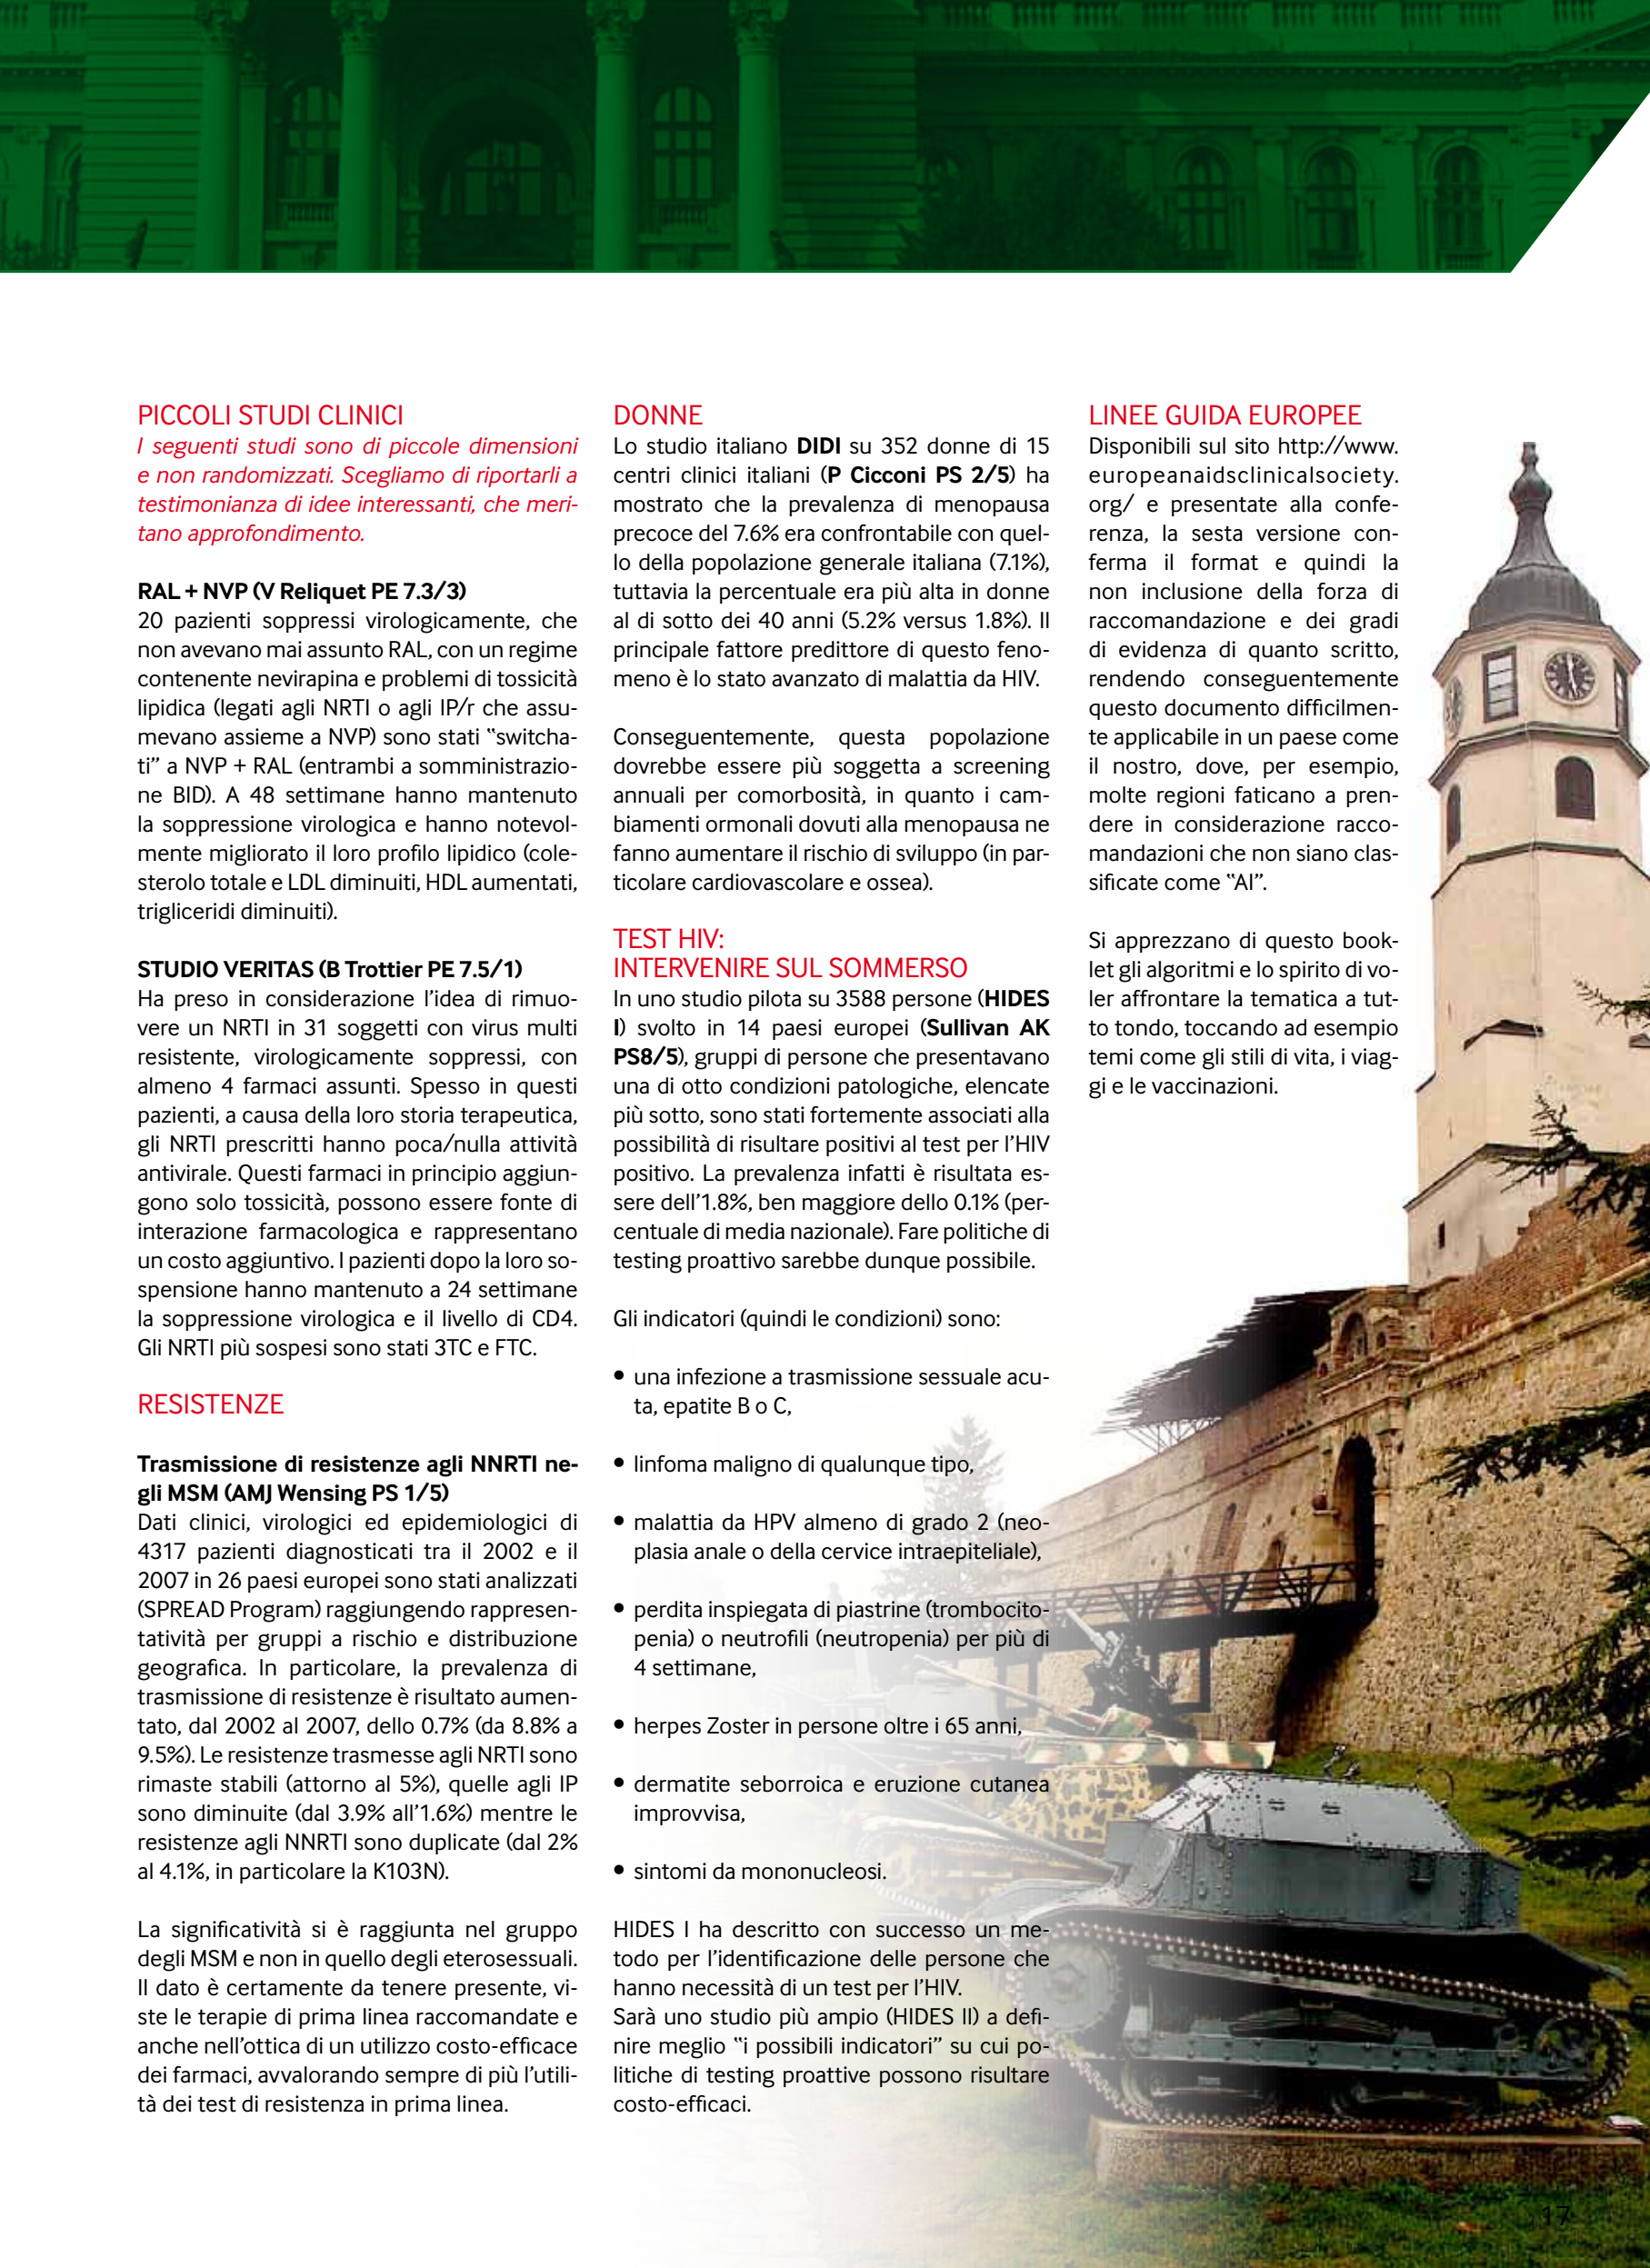 PICCOLI STUDI CLINICI
I seguenti studi sono di piccole dimensioni
e non randomizzati. Scegliamo di riportarli a
testimonianza di idee interessanti, che meri-
tano approfondimento.
RAL + NVP (V Reliquet PE 7.3/3)
20 pazienti soppressi virologicamente, che
non avevano mai assunto RAL, con un regime
contenente nevirapina e problemi di tossicità
lipidica (legati agli NRTI o agli IP/r che assu-
mevano assieme a NVP) sono stati “switcha-
ti” a NVP + RAL (entrambi a somministrazio-
ne BID). A 48 settimane hanno mantenuto
la soppressione virologica e hanno notevol-
mente migliorato il loro profilo lipidico (cole-
sterolo totale e LDL diminuiti, HDL aumentati,
trigliceridi diminuiti).
STUDIO VERITAS (B Trottier PE 7.5/1)
Ha preso in considerazione l’idea di rimuo-
vere un NRTI in 31 soggetti con virus multi
resistente, virologicamente soppressi, con
almeno 4 farmaci assunti. Spesso in questi
pazienti, a causa della loro storia terapeutica,
gli NRTI prescritti hanno poca/nulla attività
antivirale. Questi farmaci in principio aggiun-
gono solo tossicità, possono essere fonte di
interazione farmacologica e rappresentano
un costo aggiuntivo. I pazienti dopo la loro so-
spensione hanno mantenuto a 24 settimane
la soppressione virologica e il livello di CD4.
Gli NRTI più sospesi sono stati 3TC e FTC.
RESISTENZE
Trasmissione di resistenze agli NNRTI ne-
gli MSM (AMJ Wensing PS 1/5)
Dati clinici, virologici ed epidemiologici di
4317 pazienti diagnosticati tra il 2002 e il
2007 in 26 paesi europei sono stati analizzati
(SPREAD Program) raggiungendo rappresen-
tatività per gruppi a rischio e distribuzione
geografica. In particolare, la prevalenza di
trasmissione di resistenze è risultato aumen-
tato, dal 2002 al 2007, dello 0.7% (da 8.8% a
9.5%). Le resistenze trasmesse agli NRTI sono
rimaste stabili (attorno al 5%), quelle agli IP
sono diminuite (dal 3.9% all’1.6%) mentre le
resistenze agli NNRTI sono duplicate (dal 2%
al 4.1%, in particolare la K103N).
La significatività si è raggiunta nel gruppo
degli MSM e non in quello degli eterosessuali.
Il dato è certamente da tenere presente, vi-
ste le terapie di prima linea raccomandate e
anche nell’ottica di un utilizzo costo-efficace
dei farmaci, avvalorando sempre di più l’utili-
tà dei test di resistenza in prima linea.
DONNE
Lo studio italiano DIDI su 352 donne di 15
centri clinici italiani (P Cicconi PS 2/5) ha
mostrato che la prevalenza di menopausa
precoce del 7.6% era confrontabile con quel-
lo della popolazione generale italiana (7.1%),
tuttavia la percentuale era più alta in donne
al di sotto dei 40 anni (5.2% versus 1.8%). Il
principale fattore predittore di questo feno-
meno è lo stato avanzato di malattia da HIV.
Conseguentemente, questa popolazione
dovrebbe essere più soggetta a screening
annuali per comorbosità, in quanto i cam-
biamenti ormonali dovuti alla menopausa ne
fanno aumentare il rischio di sviluppo (in par-
ticolare cardiovascolare e ossea).
TEST HIV:
INTERVENIRE SUL SOMMERSO
In uno studio pilota su 3588 persone (HIDES
I) svolto in 14 paesi europei (Sullivan AK
PS8/5), gruppi di persone che presentavano
una di otto condizioni patologiche, elencate
più sotto, sono stati fortemente associati alla
possibilità di risultare positivi al test per l’HIV
positivo. La prevalenza infatti è risultata es-
sere dell’1.8%, ben maggiore dello 0.1% (per-
centuale di media nazionale). Fare politiche di
testing proattivo sarebbe dunque possibile.
Gli indicatori (quindi le condizioni) sono:
• una infezione a trasmissione sessuale acu-
ta, epatite B o C,
• linfoma maligno di qualunque tipo,
• malattia da HPV almeno di grado 2 (neo-
plasia anale o della cervice intraepiteliale),
• perdita inspiegata di piastrine (trombocito-
penia) o neutrofili (neutropenia) per più di
4 settimane,
• herpes Zoster in persone oltre i 65 anni,
• dermatite seborroica e eruzione cutanea
improvvisa,
• sintomi da mononucleosi.
HIDES I ha descritto con successo un me-
todo per l’identificazione delle persone che
hanno necessità di un test per l’HIV.
Sarà uno studio più ampio (HIDES II) a defi-
nire meglio “i possibili indicatori” su cui po-
litiche di testing proattive possono risultare
costo-efficaci.
LINEE GUIDA EUROPEE
Disponibili sul sito http://www.
europeanaidsclinicalsociety.
org/ e presentate alla confe-
renza, la sesta versione con-
ferma il format e quindi la
non inclusione della forza di
raccomandazione e dei gradi
di evidenza di quanto scritto,
rendendo conseguentemente
questo documento difficilmen-
te applicabile in un paese come
il nostro, dove, per esempio,
molte regioni faticano a pren-
dere in considerazione racco-
mandazioni che non siano clas-
sificate come “AI”.
Si apprezzano di questo book-
let gli algoritmi e lo spirito di vo-
ler affrontare la tematica a tut-
to tondo, toccando ad esempio
temi come gli stili di vita, i viag-
gi e le vaccinazioni.
17